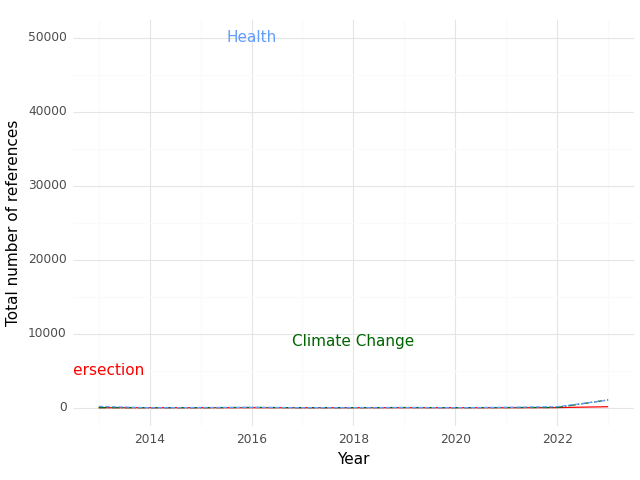 Total number of references
50000
40000
30000
20000
10000
0
Health
Climate Change
ersection
2014 2016 2018 2020 2022
Year